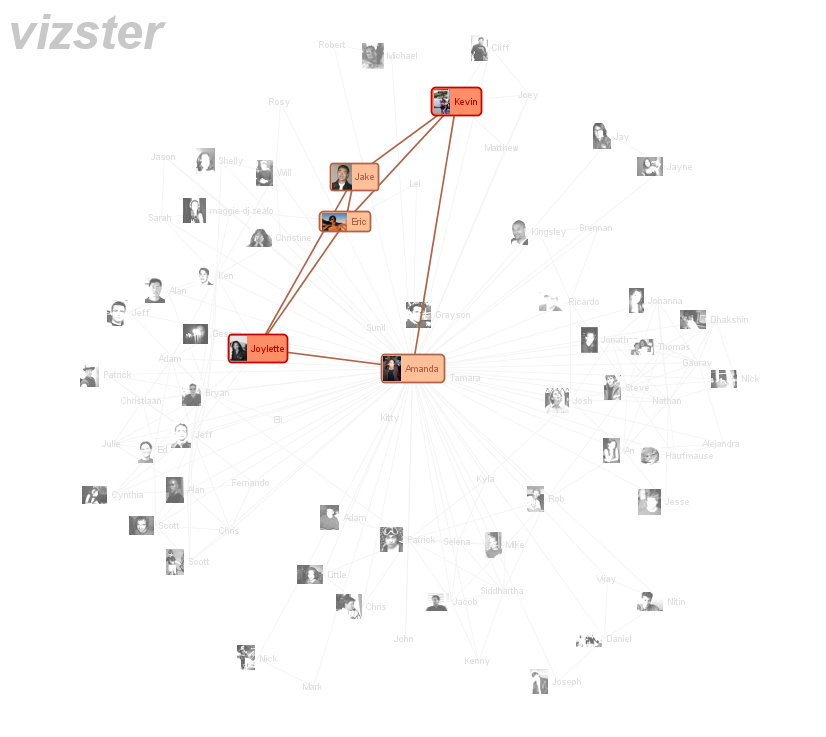 vizster
Robert
Michael
Cliff
Kevin
Joey
Rosy
Jay
Matthew
Jason
Shelly
Jayne
Will
Jake
Lei
maggie dj zealo
Sarah
Eric
Kingsley
Brennan
Christine
Ken
Alan
Johanna
Ricardo
Jeff
Grayson
Dhakshin
Sunil
Joylette
Jonath
Thomas
Adam
Gaurav
Amanda
Patrick
Tamara
Nick
Bryan
Steve
Christiaan
Josh
Nathan
Eli
Kitty
Jeff
Julie
Ed
Alejandra
An
Haufmause
Kyla
Fernando
Cynthia
Alan
Rob
Jesse
Adam
Scott
Chris
Patrick
Selena
Mike
Scott
Little
Vijay
Siddhartha
Chris
Jacob
Nitin
John
Daniel
Nick
Kenny
Mark
Joseph